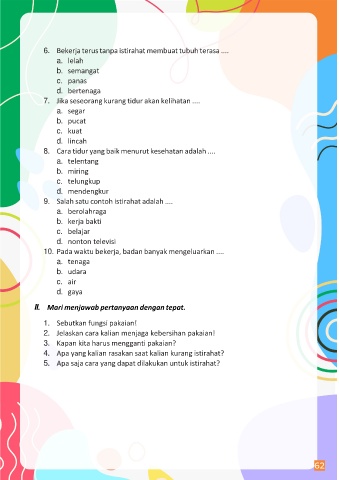 6. Bekerja terus tanpa istirahat membuat tubuh terasa ....
a. lelah
b. semangat
c. panas
d. bertenaga
7. Jika seseorang kurang tidur akan kelihatan ....
a. segar
b. pucat
c. kuat
d. lincah
8. Cara tidur yang baik menurut kesehatan adalah ....
a. telentang
b. miring
c. telungkup
d. mendengkur
9. Salah satu contoh istirahat adalah ....
a. berolahraga
b. kerja bakti
c. belajar
d. nonton televisi
10. Pada waktu bekerja, badan banyak mengeluarkan ....
a. tenaga
b. udara
c. air
d. gaya
II. Mari menjawab pertanyaan dengan tepat.
1. Sebutkan fungsi pakaian!
2. Jelaskan cara kalian menjaga kebersihan pakaian!
3. Kapan kita harus mengganti pakaian?
4. Apa yang kalian rasakan saat kalian kurang istirahat?
5. Apa saja cara yang dapat dilakukan untuk istirahat?
62